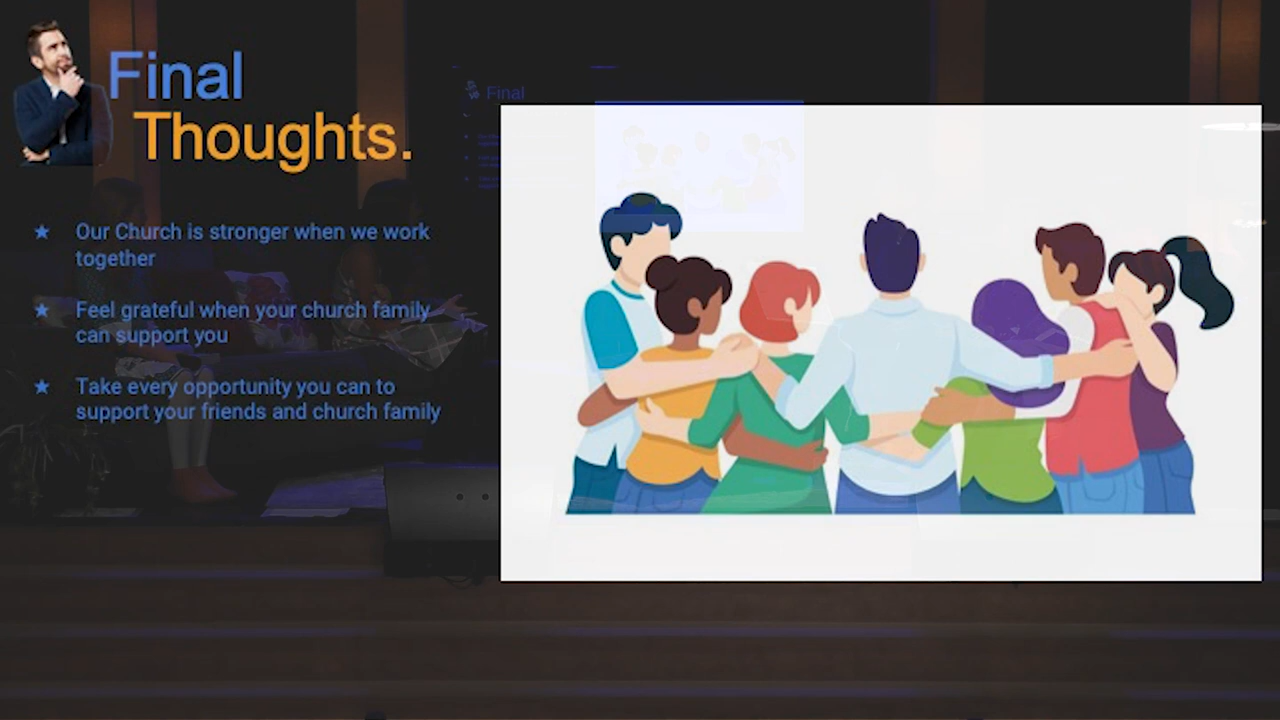 Final
Thoughts.
Final
★ Our Church is stronger when we work
together
★ Feel grateful when your church family
can support you
★ Take every opportunity you can to
support your friends and church family